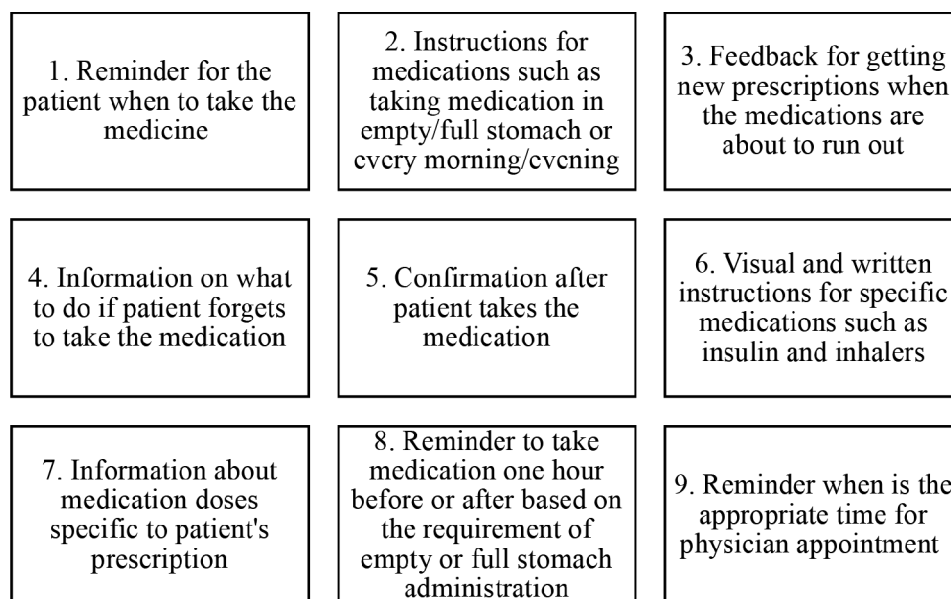 1. Reminder for the
patient when to take the
medicine
2. Instructions for
medications such as
taking medication in
empty/full stomach or
every morning/evening
3. Feedback for getting
new prescriptions when
the medications are
about to run out
4. Information on what
to do if patient forgets
to take the medication
5. Confirmation after
patient takes the
medication
6. Visual and written
instructions for specific
medications such as
insulin and inhalers
7. Information about
medication doses
specific to patient's
prescription
8. Reminder to take
medication one hour
before or after based on
the requirement of
empty or full stomach
administration
9. Reminder when is the
appropriate time for
physician appointment